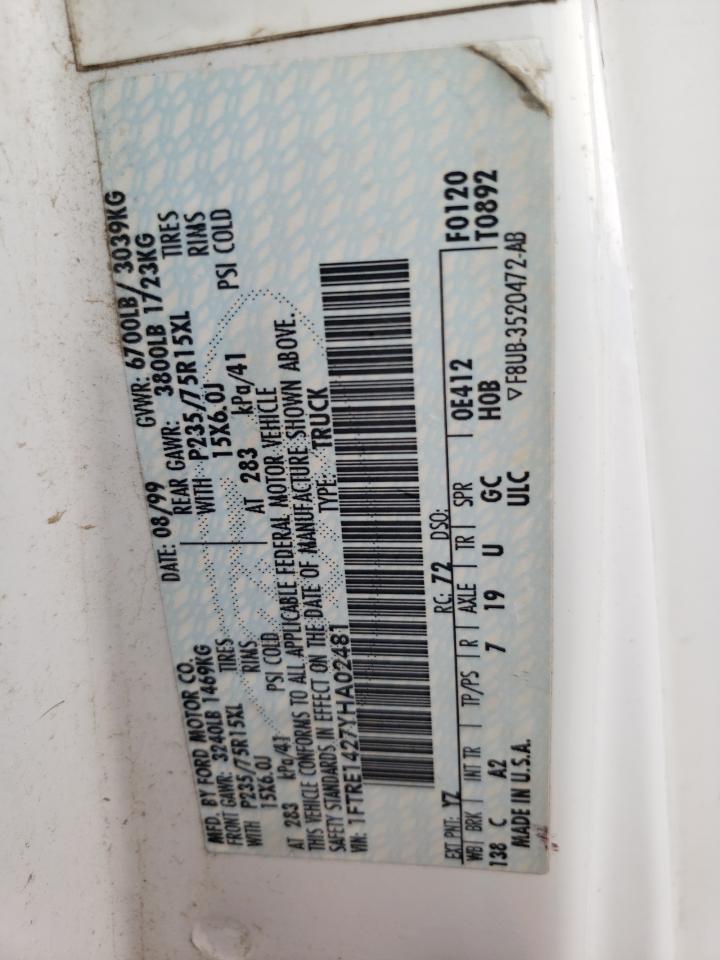 MFD. BY FORD MOTOR CO.
DATE: 08/99 GVWR: 6700LB/ 3039KG
FRONT GAWR: 3240LB 1469KG REAR GAWR: 3800LB 1723KG
WITH P235/75R15XL TIRES WITH P235/75R15XL TIRES
15X6.0J RIMS 15X6.0J RIMS
AT 283 kPa/41 PSI COLD AT 283 kPa/41 PSI COLD
THIS VEHICLE CONFORMS TO ALL APPLICABLE FEDERAL MOTOR VEHICLE
SAFETY STANDARDS IN EFFECT ON THE DATE OF MANUFACTURE SHOWN ABOVE.
VIN: 1FTRE1427YHA02481 TYPE: TRUCK
F0120
T0892
EXT PNT: YZ RC: 72 DSO:
WB BRK INT TR TP/PS R AXLE TR SPR 0E412
138 C A2 7 19 U GC H0B
MADE IN U.S.A. ULC ▽F8UB-3520472-AB